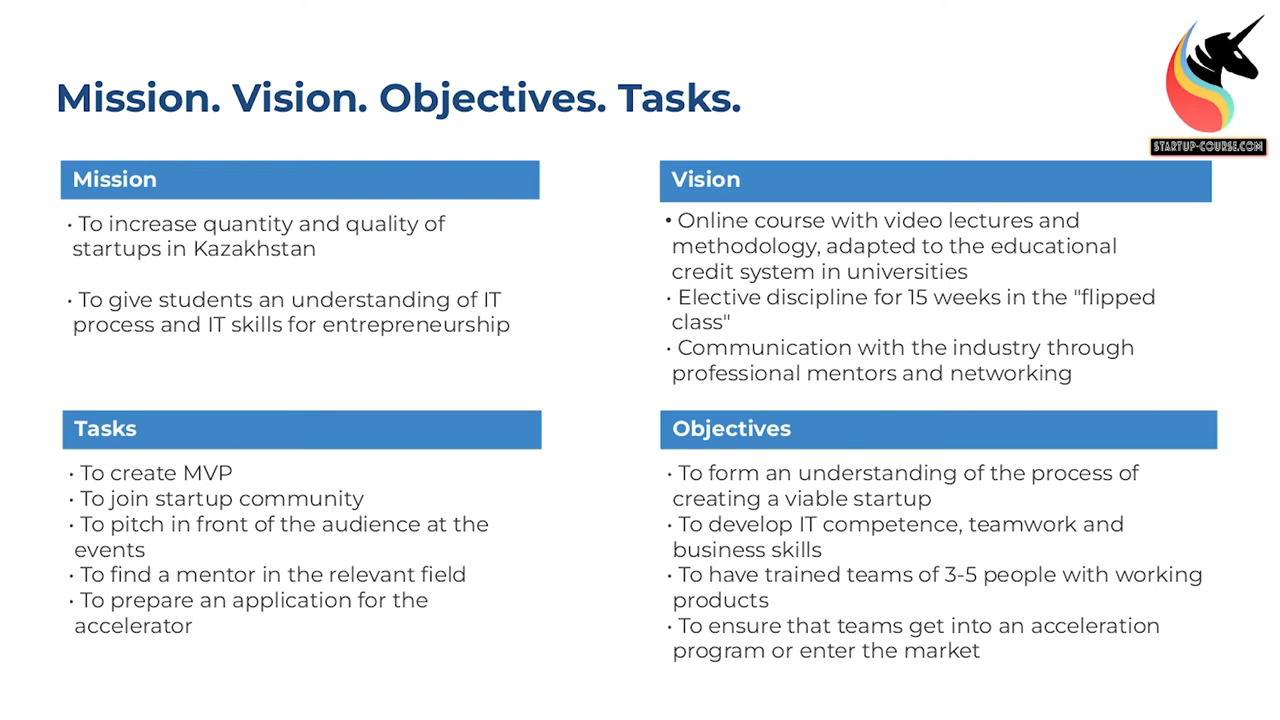 Mission. Vision. Objectives. Tasks.
STARTUP-COURSE.COM
Mission
• To increase quantity and quality of
startups in Kazakhstan
• To give students an understanding of IT
process and IT skills for entrepreneurship
Vision
• Online course with video lectures and
methodology, adapted to the educational
credit system in universities
• Elective discipline for 15 weeks in the "flipped
class"
• Communication with the industry through
professional mentors and networking
Tasks
• To create MVP
• To join startup community
• To pitch in front of the audience at the
events
• To find a mentor in the relevant field
• To prepare an application for the
accelerator
Objectives
• To form an understanding of the process of
creating a viable startup
• To develop IT competence, teamwork and
business skills
• To have trained teams of 3-5 people with working
products
• To ensure that teams get into an acceleration
program or enter the market